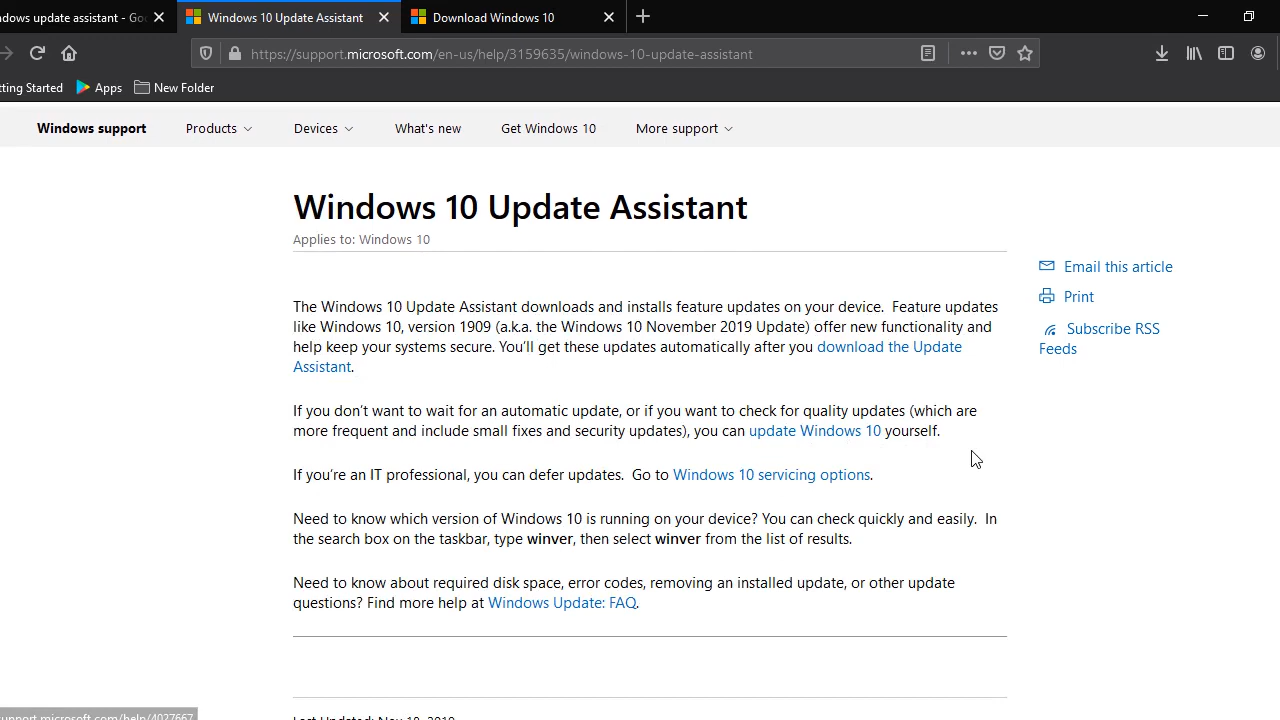 ndows update assistant - Goo
Windows 10 Update Assistant
Download Windows 10
https://support.microsoft.com/en-us/help/3159635/windows-10-update-assistant
tting Started
Apps
New Folder
Windows support
Products
Devices
What's new
Get Windows 10
More support
Windows 10 Update Assistant
Applies to: Windows 10
Email this article
Print
Subscribe RSS
Feeds
The Windows 10 Update Assistant downloads and installs feature updates on your device.  Feature updates
like Windows 10, version 1909 (a.k.a. the Windows 10 November 2019 Update) offer new functionality and
help keep your systems secure. You’ll get these updates automatically after you download the Update
Assistant.
If you don’t want to wait for an automatic update, or if you want to check for quality updates (which are
more frequent and include small fixes and security updates), you can update Windows 10 yourself.
If you’re an IT professional, you can defer updates.  Go to Windows 10 servicing options.
Need to know which version of Windows 10 is running on your device? You can check quickly and easily.  In
the search box on the taskbar, type winver, then select winver from the list of results.
Need to know about required disk space, error codes, removing an installed update, or other update
questions? Find more help at Windows Update: FAQ.
support.microsoft.com/help/4027667
Last Updated: Nov 19, 2019